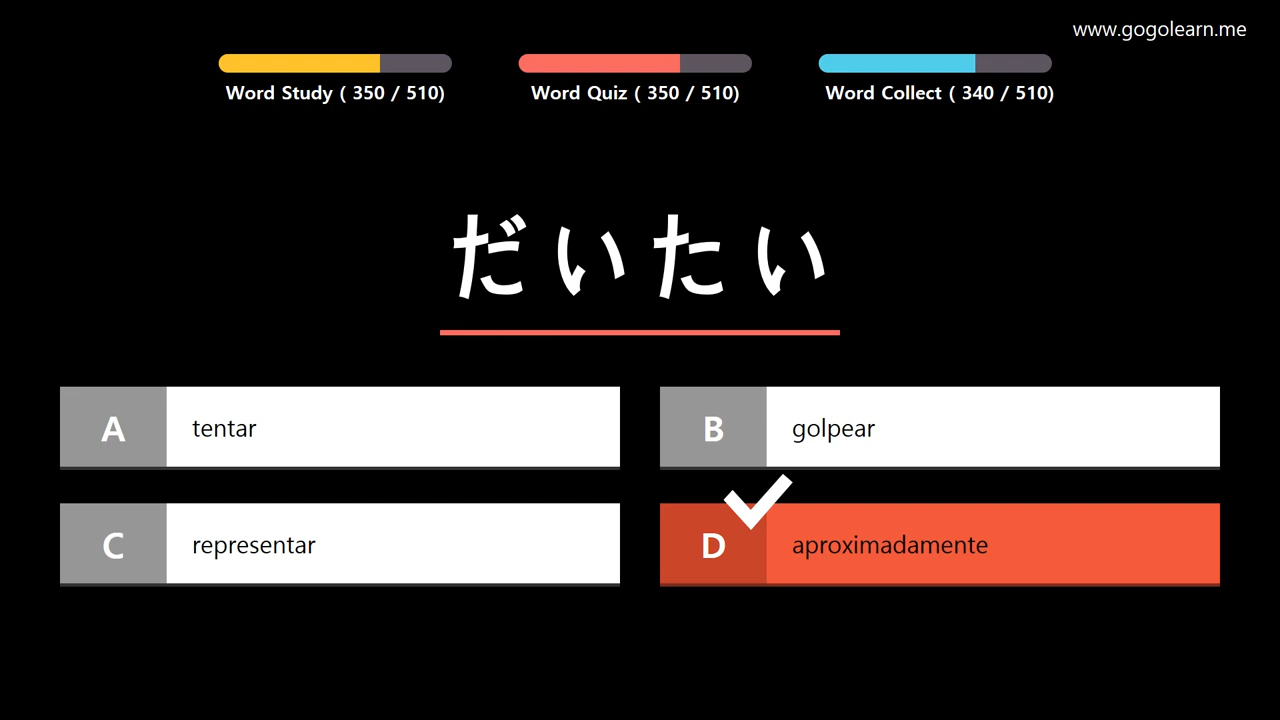 www.gogolearn.me
Word Study ( 350 / 510)
Word Quiz ( 350 / 510)
Word Collect ( 340 / 510)
だいたい
A
tentar
B
golpear
C
representar
D
aproximadamente